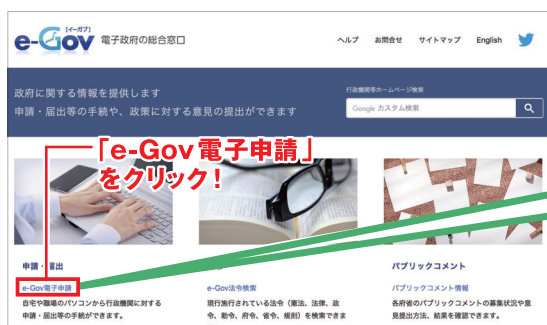 [イーガブ]
e-Gov 電子政府の総合窓口
ヘルプ お問合せ サイトマップ English
政府に関する情報を提供します
申請・届出等の手続や、政策に対する意見の提出ができます
行政機関等ホームページ検索
Google カスタム検索
「e-Gov電子申請」
をクリック!
申請・届出
パブリックコメント
e-Gov電子申請
e-Gov法令検索
パブリックコメント情報
自宅や職場のパソコンから行政機関に対する
申請・届出等の手続ができます。
現行施行されている法令（憲法、法律、政
令、勅令、府令、省令、規則）を検索できま
各府省のパブリックコメントの募集状況や意
見提出方法、結果を確認できます。